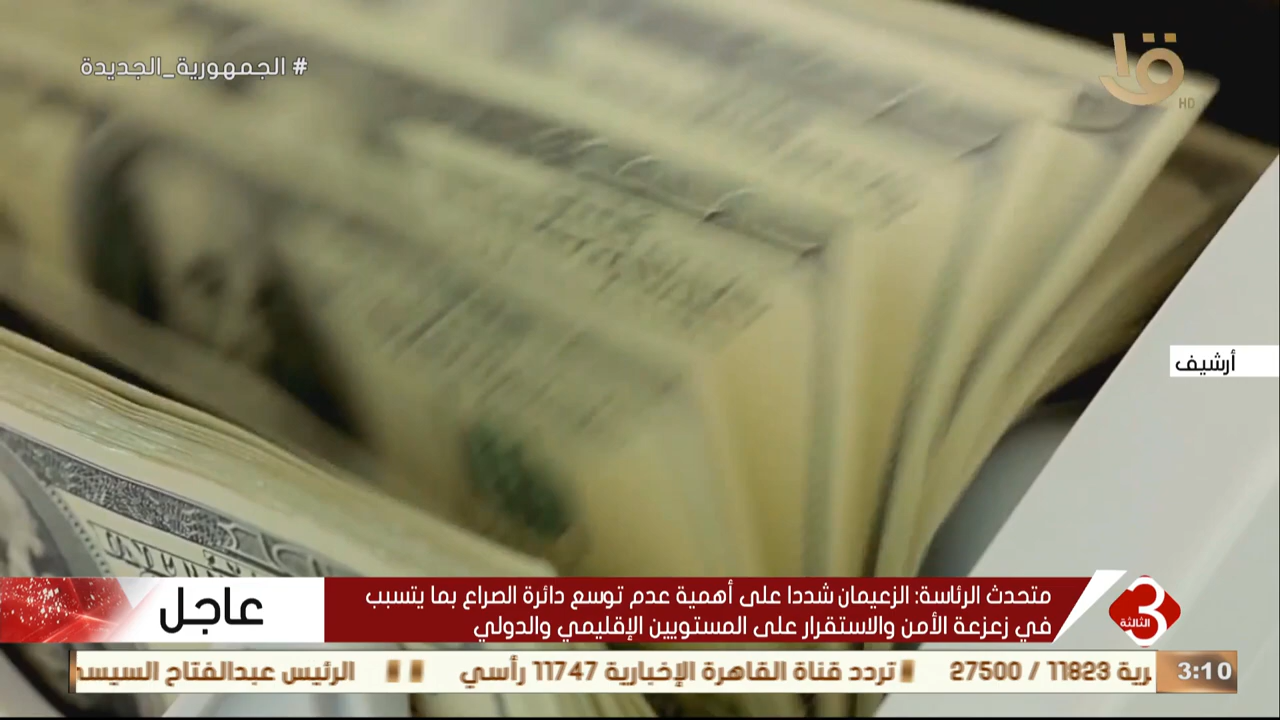 # الجمهورية_الجديدة
HD
أرشيف
عاجل
متحدث الرئاسة: الزعيمان شددا على أهمية عدم توسع دائرة الصراع بما يتسبب
في زعزعة الأمن والاستقرار على المستويين الإقليمي والدولي
3
الثالثة
3:10
رية 11823 / 27500 تردد قناة القاهرة الإخبارية 11747 رأسي الرئيس عبدالفتاح السيسد